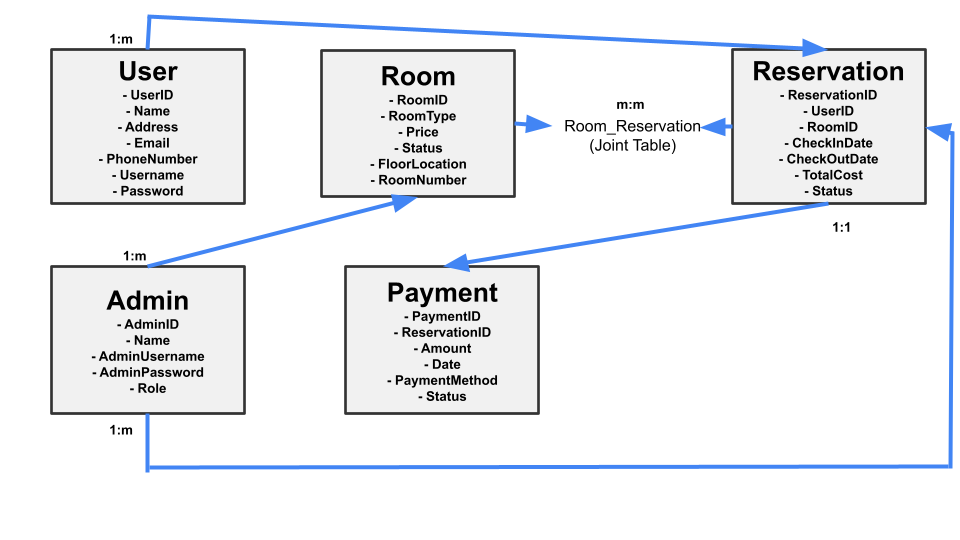 1:m
User
- UserID
- Name
- Address
- Email
- PhoneNumber
- Username
- Password
Room
- RoomID
- RoomType
- Price
- Status
- FloorLocation
- RoomNumber
m:m
Room_Reservation
(Joint Table)
Reservation
- ReservationID
- UserID
- RoomID
- CheckInDate
- CheckOutDate
- TotalCost
- Status
1:1
1:m
Admin
- AdminID
- Name
- AdminUsername
- AdminPassword
- Role
1:m
Payment
- PaymentID
- ReservationID
- Amount
- Date
- PaymentMethod
- Status